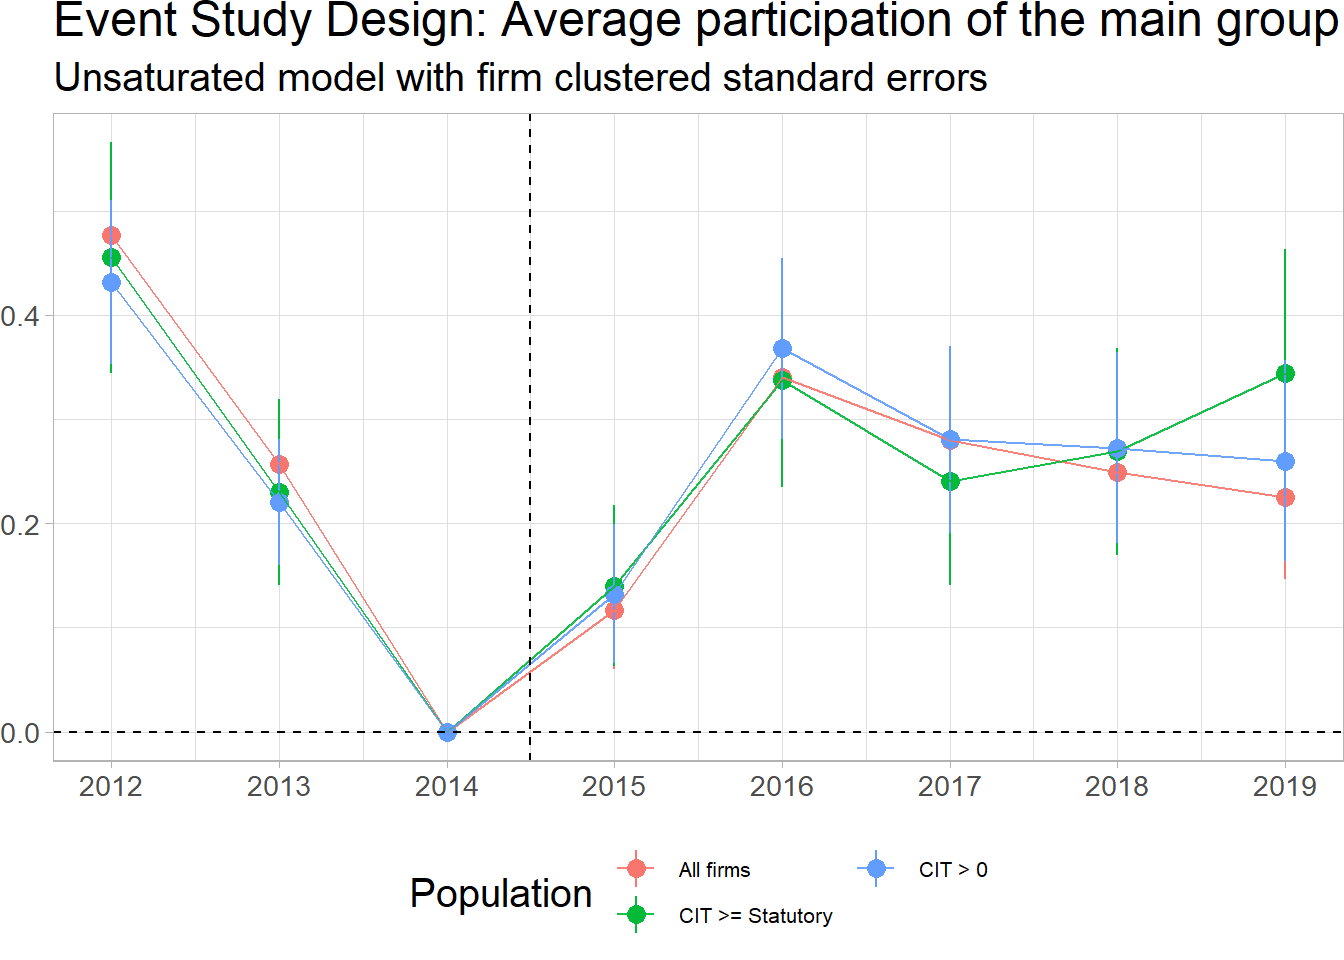 Event Study Design: Average participation of the main group
Unsaturated model with firm clustered standard errors
0.4
0.2
0.0
2012 2013 2014 2015 2016 2017 2018 2019
Population
All firms
CIT >= Statutory
CIT > 0